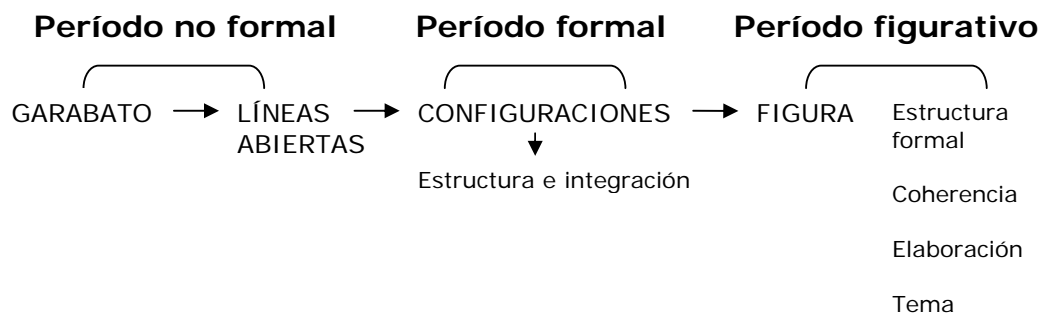 Período no formal Período formal Período figurativo
GARABATO LÍNEAS ABIERTAS CONFIGURACIONES FIGURA Estructura formal
Estructura e integración
Coherencia
Elaboración
Tema